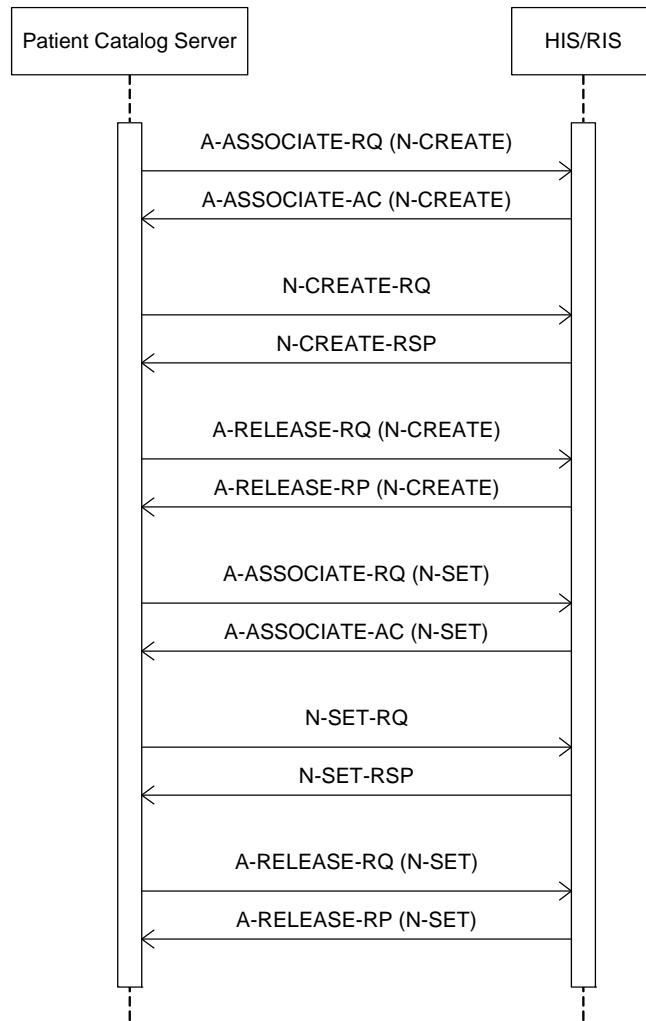 Patient Catalog Server
HIS/RIS
A-ASSOCIATE-RQ (N-CREATE)
A-ASSOCIATE-AC (N-CREATE)
N-CREATE-RQ
N-CREATE-RSP
A-RELEASE-RQ (N-CREATE)
A-RELEASE-RP (N-CREATE)
A-ASSOCIATE-RQ (N-SET)
A-ASSOCIATE-AC (N-SET)
N-SET-RQ
N-SET-RSP
A-RELEASE-RQ (N-SET)
A-RELEASE-RP (N-SET)